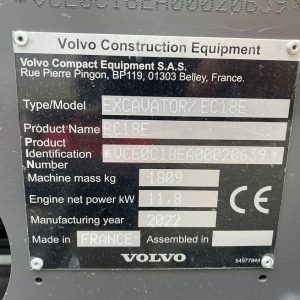 *VCE0C18EA00020639*
Volvo Construction Equipment
Volvo Compact Equipment S.A.S.
Rue Pierre Pingon, BP119, 01303 Belley, France.
Type/Model EXCAVATOR/EC18E
Product Name EC18E
Product
Identification *VCE0C18EA00020639*
Number
Machine mass kg 1809
Engine net power kW 11,8
Manufacturing year 2022
Made in FRANCE Assembled in
CE
VOLVO